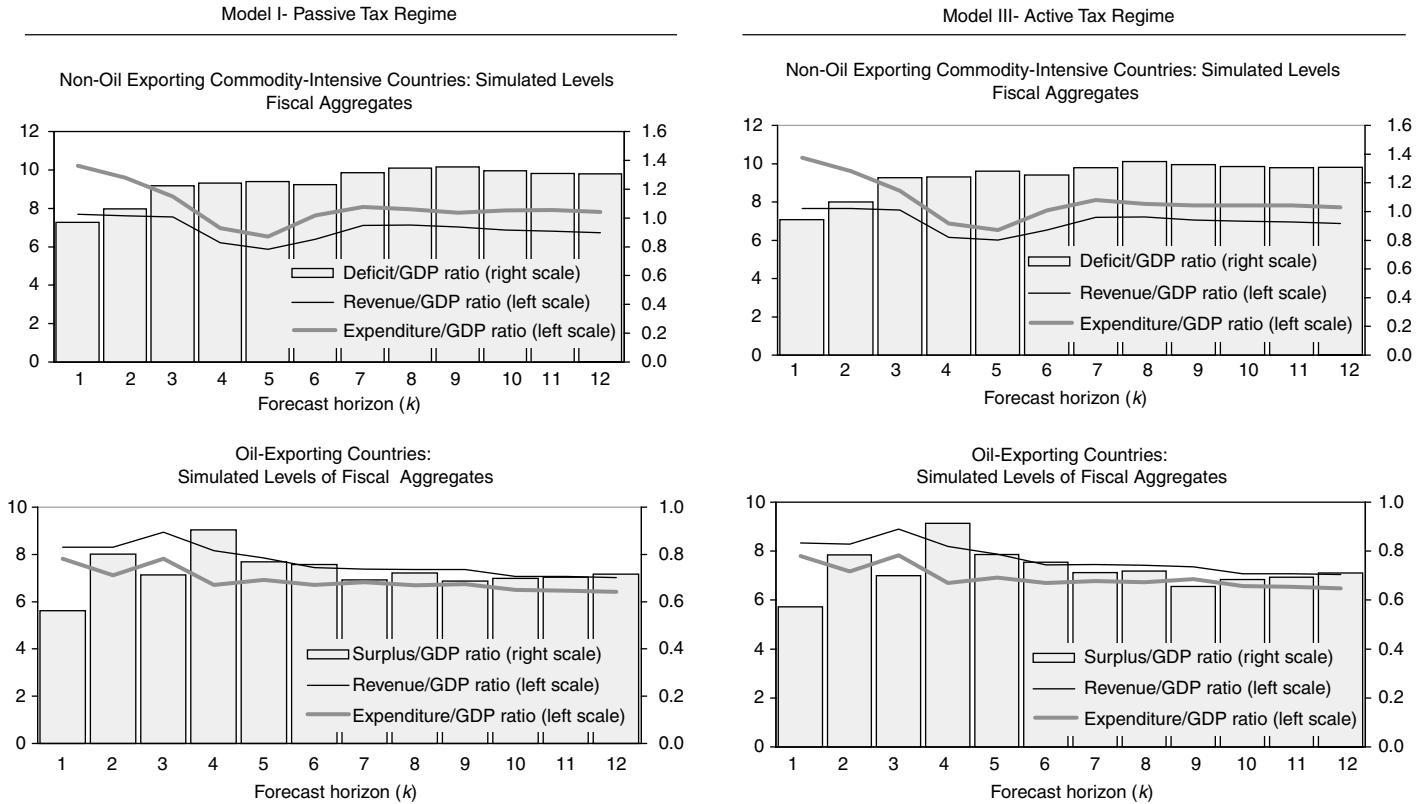 Model I- Passive Tax Regime
Non-Oil Exporting Commodity-Intensive Countries: Simulated Levels
Fiscal Aggregates
12
10
8
6
4
2
0
1.6
1.4
1.2
1.0
0.8
0.6
0.4
0.2
0.0
Deficit/GDP ratio (right scale)
Revenue/GDP ratio (left scale)
Expenditure/GDP ratio (left scale)
1 2 3 4 5 6 7 8 9 10 11 12
Forecast horizon (k)
Oil-Exporting Countries:
Simulated Levels of Fiscal Aggregates
10
8
6
4
2
0
1.0
0.8
0.6
0.4
0.2
0.0
Surplus/GDP ratio (right scale)
Revenue/GDP ratio (left scale)
Expenditure/GDP ratio (left scale)
1 2 3 4 5 6 7 8 9 10 11 12
Forecast horizon (k)
Model III- Active Tax Regime
Non-Oil Exporting Commodity-Intensive Countries: Simulated Levels
Fiscal Aggregates
12
10
8
6
4
2
0
1.6
1.4
1.2
1.0
0.8
0.6
0.4
0.2
0.0
Deficit/GDP ratio (right scale)
Revenue/GDP ratio (left scale)
Expenditure/GDP ratio (left scale)
1 2 3 4 5 6 7 8 9 10 11 12
Forecast horizon (k)
Oil-Exporting Countries:
Simulated Levels of Fiscal Aggregates
10
8
6
4
2
0
1.0
0.8
0.6
0.4
0.2
0.0
Surplus/GDP ratio (right scale)
Revenue/GDP ratio (left scale)
Expenditure/GDP ratio (left scale)
1 2 3 4 5 6 7 8 9 10 11 12
Forecast horizon (k)